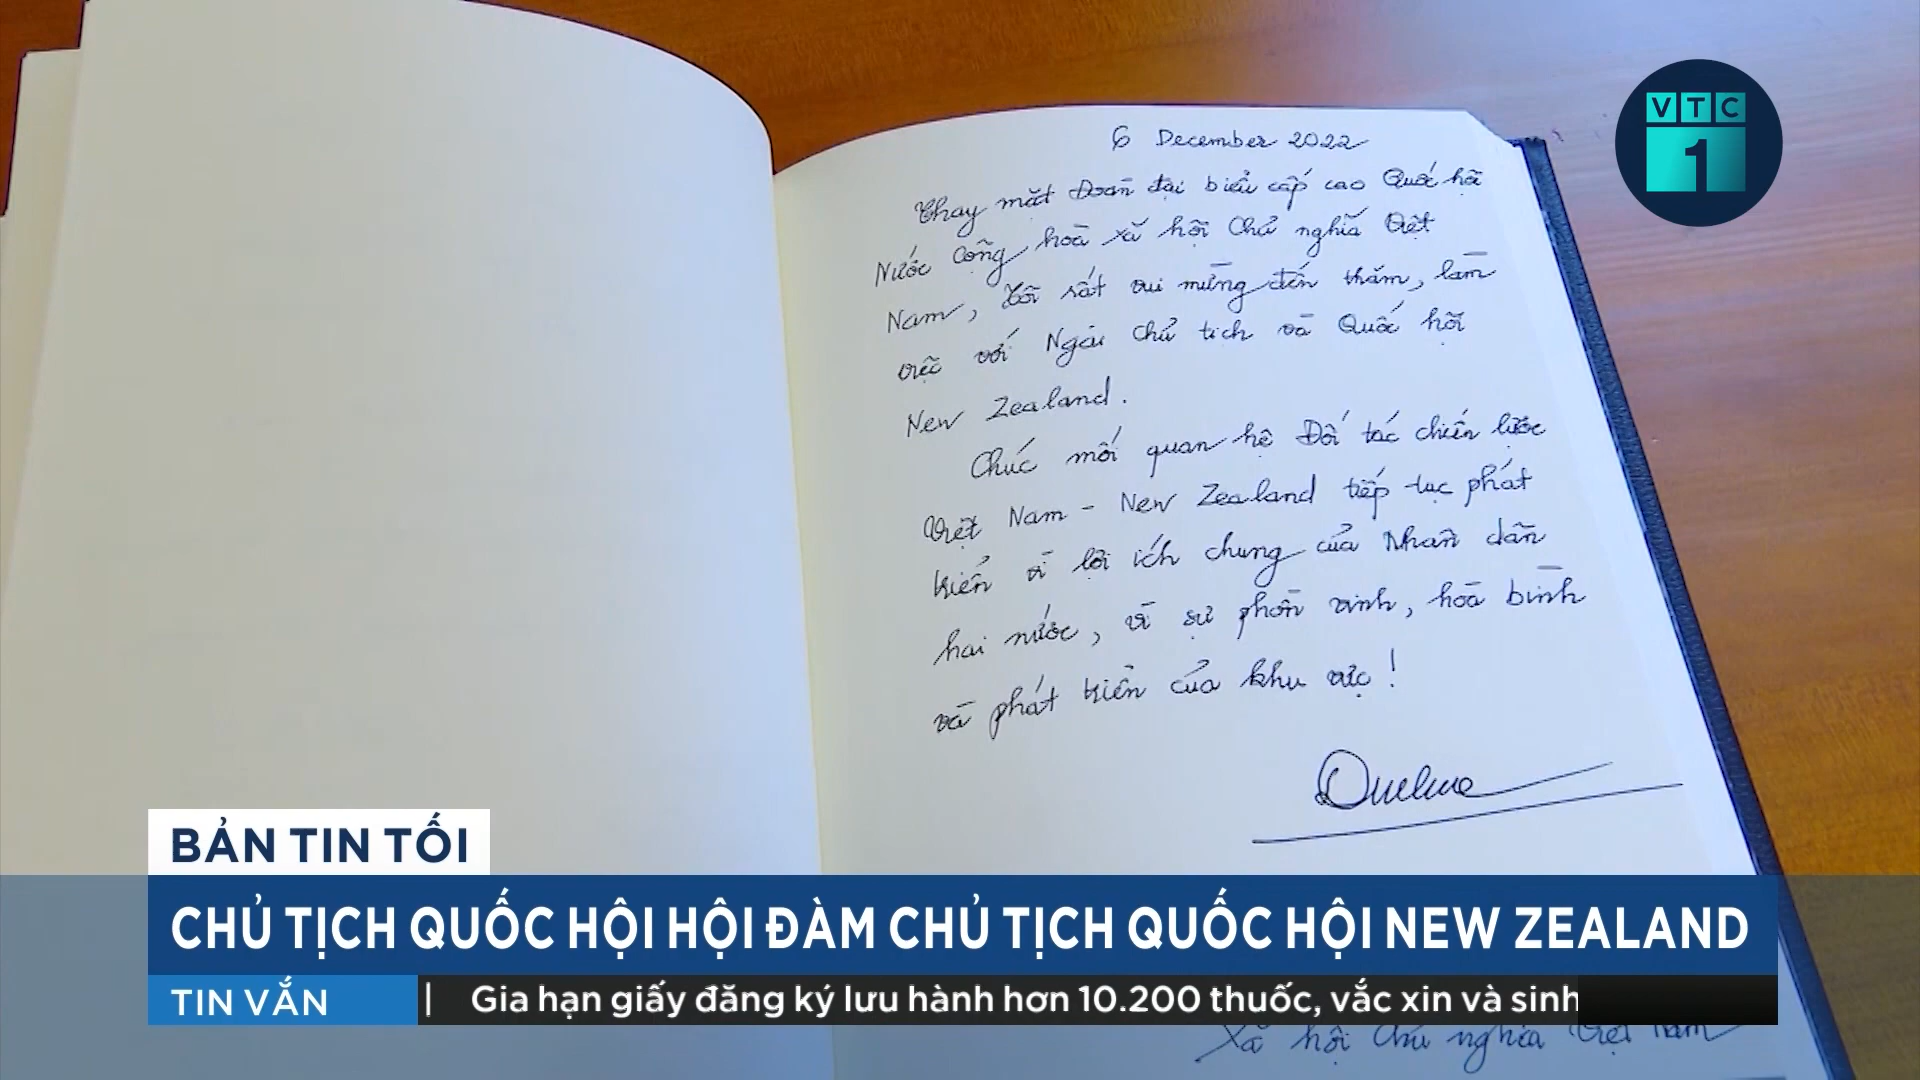 VTC
1
6 December 2022
Thay mặt Đoàn đại biểu cấp cao Quốc hội
Nước Cộng hoà xã hội Chủ nghĩa Việt
Nam, tôi rất vui mừng đến thăm, làm
việc với Ngài Chủ tịch và Quốc hội
New Zealand.
Chúc mối quan hệ Đối tác chiến lược
Việt Nam - New Zealand tiếp tục phát
triển vì lợi ích chung của Nhân dân
hai nước, vì sự phồn vinh, hoà bình
và phát triển của khu vực!
BẢN TIN TỐI
CHỦ TỊCH QUỐC HỘI HỘI ĐÀM CHỦ TỊCH QUỐC HỘI NEW ZEALAND
TIN VẮN | Gia hạn giấy đăng ký lưu hành hơn 10.200 thuốc, vắc xin và sinh
Xã hội Chủ nghĩa Việt Nam